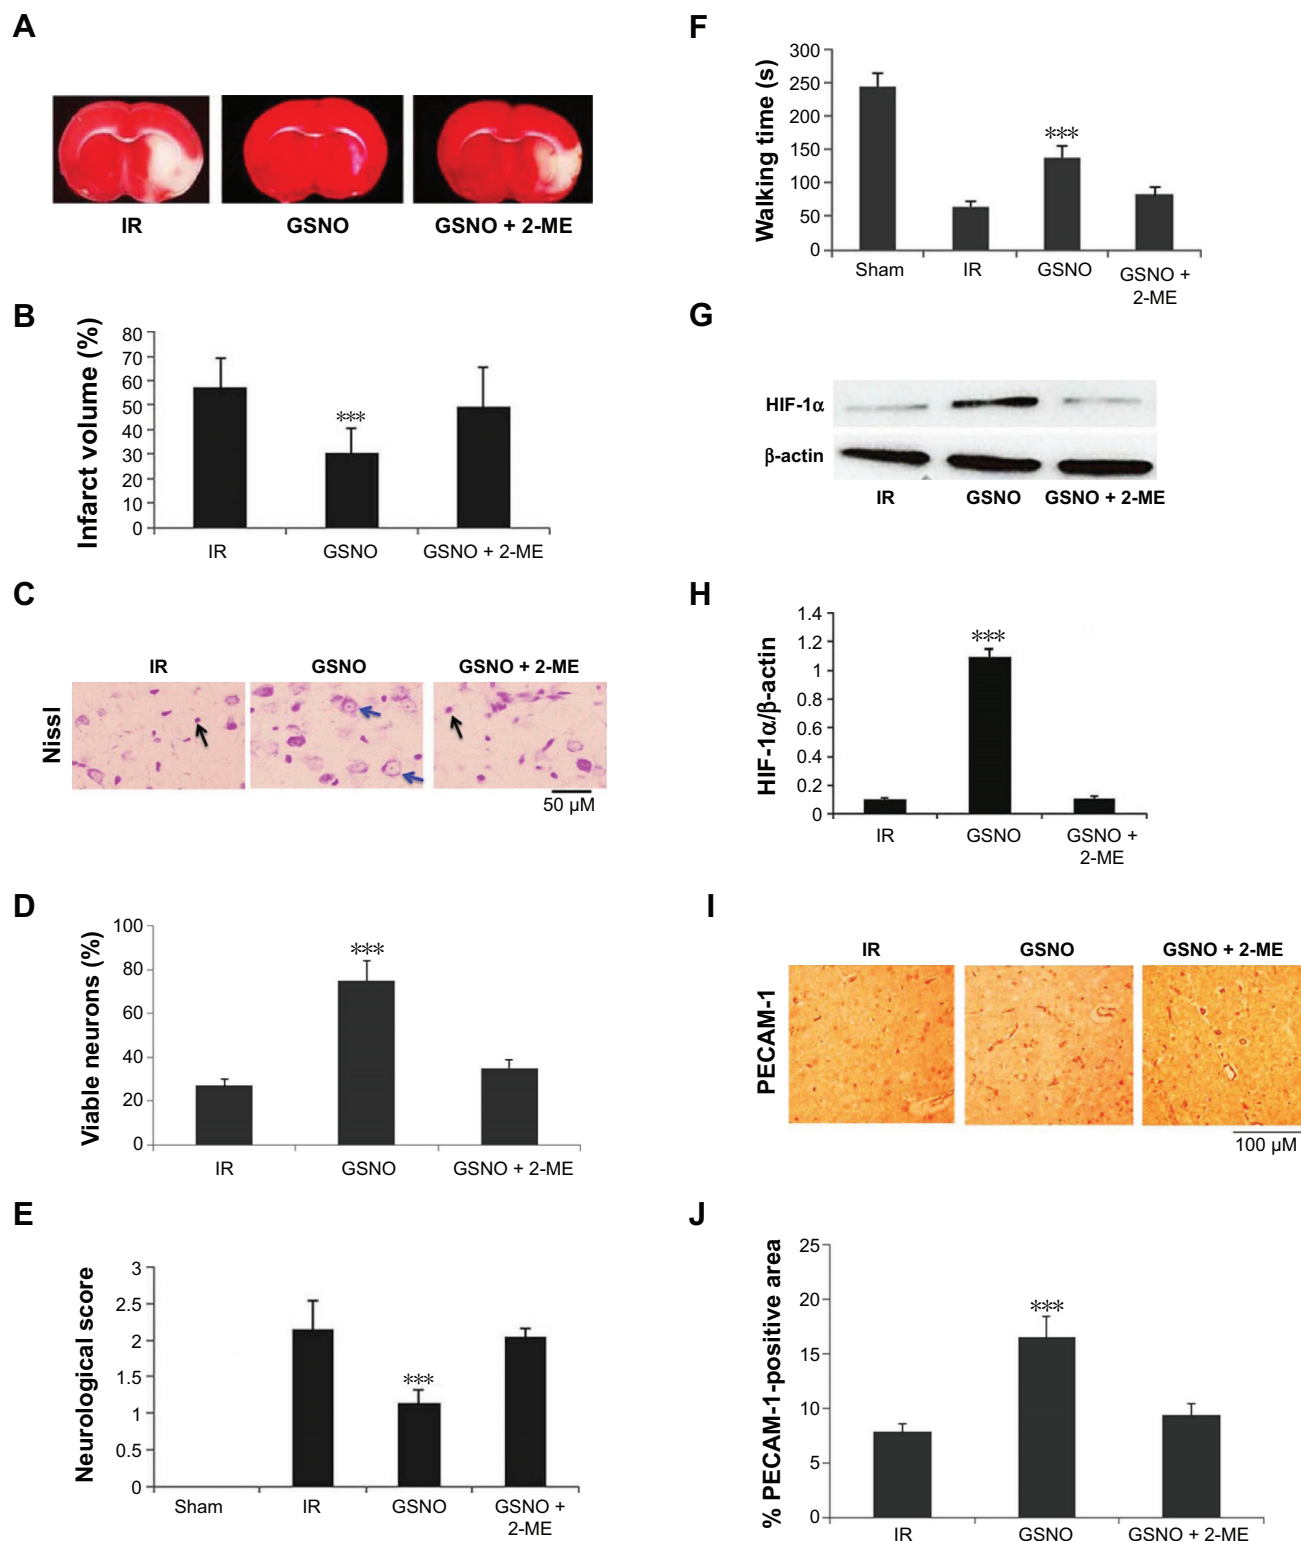 A
IR
GSNO
GSNO + 2-ME
B
Infarct volume (%)
80
70
60
50
40
30
20
10
0
***
IR
GSNO
GSNO + 2-ME
C
IR
GSNO
GSNO + 2-ME
Nissl
50 µM
D
Viable neurons (%)
100
80
60
40
20
0
***
IR
GSNO
GSNO + 2-ME
E
Neurological score
3
2.5
2
1.5
1
0.5
0
***
Sham
IR
GSNO
GSNO +
2-ME
F
Walking time (s)
300
250
200
150
100
50
0
***
Sham
IR
GSNO
GSNO +
2-ME
G
HIF-1α
β-actin
IR
GSNO
GSNO + 2-ME
H
HIF-1α/β-actin
1.4
1.2
1
0.8
0.6
0.4
0.2
0
***
IR
GSNO
GSNO +
2-ME
I
IR
GSNO
GSNO + 2-ME
PECAM-1
100 µM
J
% PECAM-1-positive area
25
20
15
10
5
0
***
IR
GSNO
GSNO + 2-ME